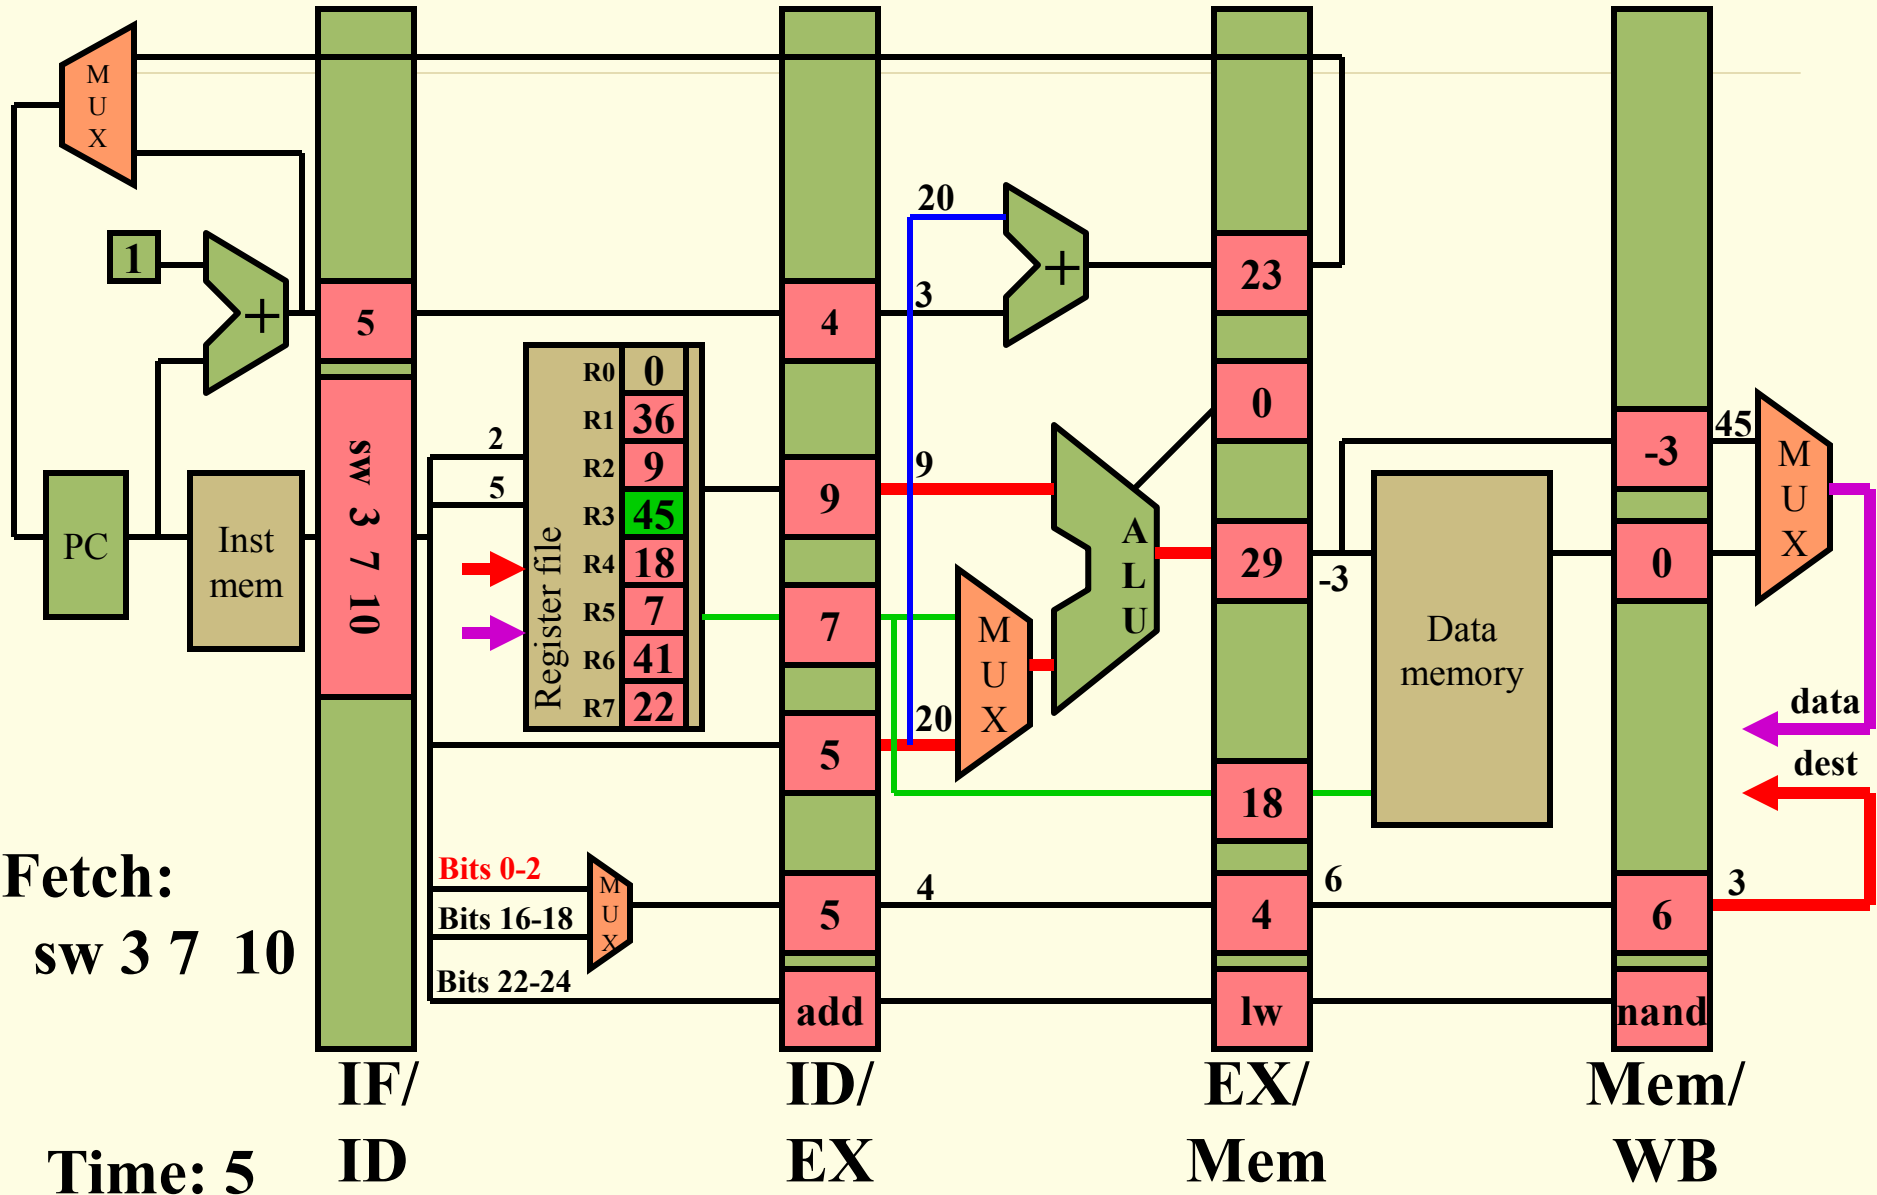 M
U
X
1
+
PC
Inst
mem
5
sw 3 7 10
2
5
Register file
R0 0
R1 36
R2 9
R3 45
R4 18
R5 7
R6 41
R7 22
Bits 0-2
Bits 16-18
Bits 22-24
M
U
X
4
9
7
5
5
add
20
3
9
20
4
+
M
U
X
A
L
U
23
0
29
18
4
lw
-3
6
Data
memory
-3
0
6
nand
45
3
M
U
X
data
dest
Fetch:
sw 3 7 10
Time: 5
IF/
ID
ID/
EX
EX/
Mem
Mem/
WB